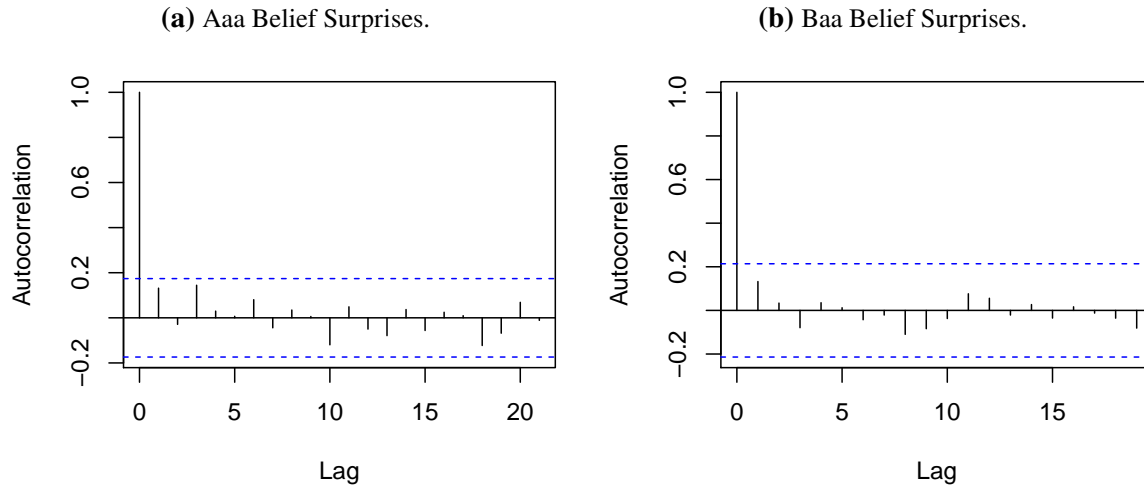 (a) Aaa Belief Surprises.
1.0
0.6
0.2
−0.2
Autocorrelation
0 5 10 15 20
Lag
(b) Baa Belief Surprises.
1.0
0.6
0.2
−0.2
Autocorrelation
0 5 10 15
Lag